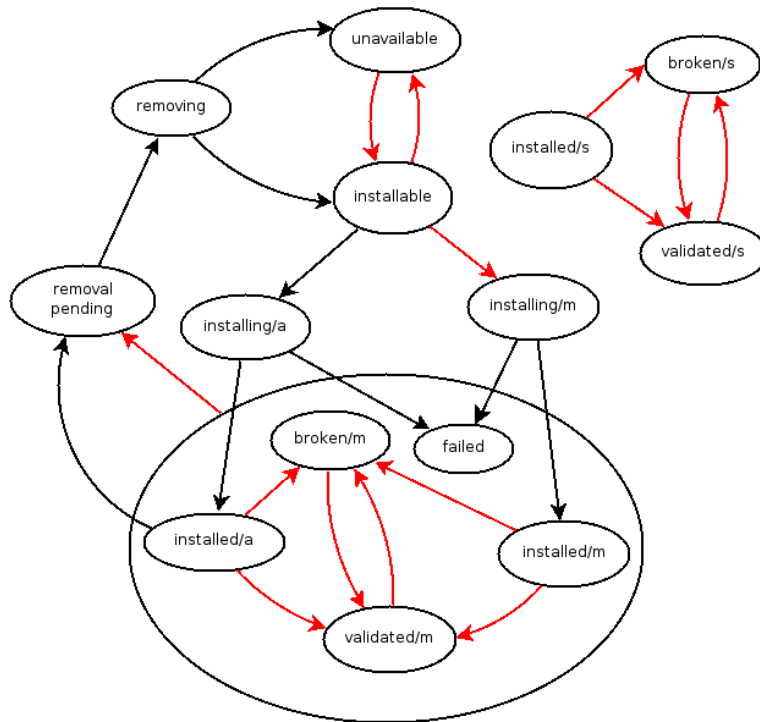 unavailable
broken/s
removing
installed/s
installable
validated/s
removal
pending
installing/a
installing/m
broken/m
failed
installed/a
installed/m
validated/m